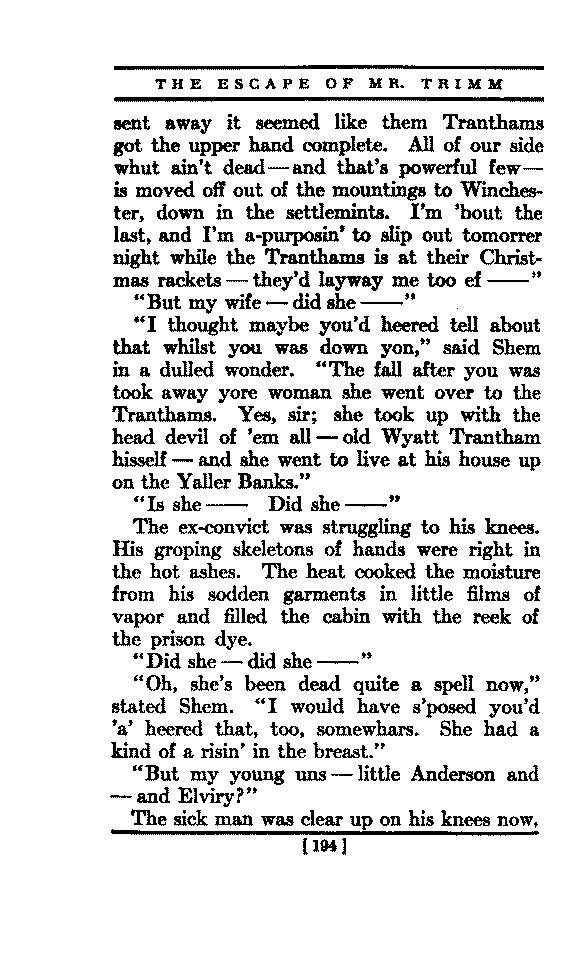 THE ESCAPE OF MR. TRIMM
sent away it seemed like them Tranthams
got the upper hand complete. All of our side
whut ain't dead—and that's powerful few—
is moved off out of the mountings to Winches-
ter, down in the settlemints. I'm 'bout the
last, and I'm a-purposin' to slip out tomorrer
night while the Tranthams is at their Christ-
mas rackets — they'd layway me too ef ——"
"But my wife — did she ——"
"I thought maybe you'd heered tell about
that whilst you was down yon," said Shem
in a dulled wonder. "The fall after you was
took away yore woman she went over to the
Tranthams. Yes, sir; she took up with the
head devil of 'em all — old Wyatt Trantham
hisself — and she went to live at his house up
on the Yaller Banks."
"Is she —— Did she ——"
The ex-convict was struggling to his knees.
His groping skeletons of hands were right in
the hot ashes. The heat cooked the moisture
from his sodden garments in little films of
vapor and filled the cabin with the reek of
the prison dye.
"Did she — did she ——"
"Oh, she's been dead quite a spell now,"
stated Shem. "I would have s'posed you'd
'a' heered that, too, somewhars. She had a
kind of a risin' in the breast."
"But my young uns — little Anderson and
— and Elviry?"
The sick man was clear up on his knees now,
[194]